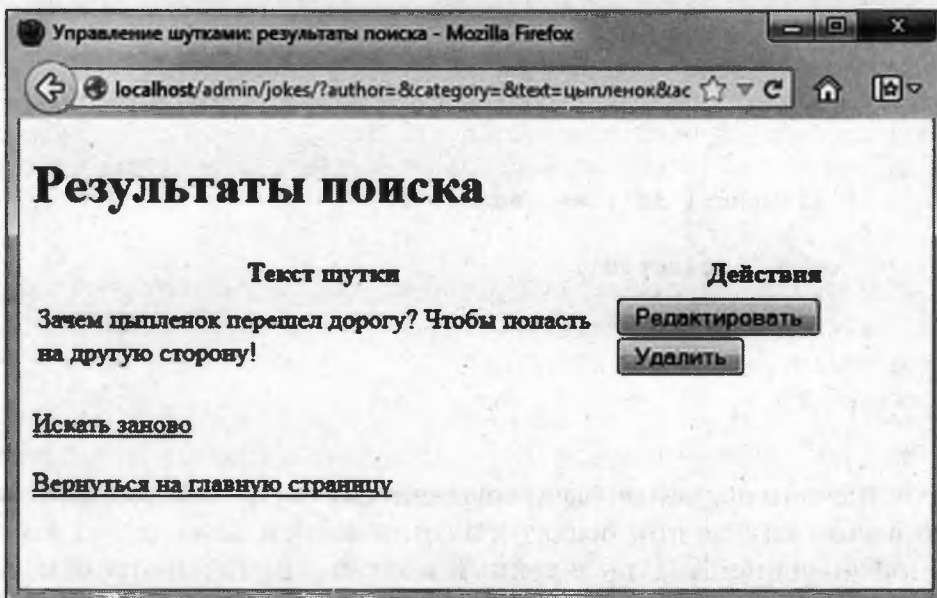 Управление шутками: результаты поиска - Mozilla Firefox
localhost/admin/jokes/?author=&category=&text=цыпленок&ac
Результаты поиска
Текст шутки Действия
Зачем цыпленок перешел дорогу? Чтобы попасть
на другую сторону!
Редактировать
Удалить
Искать заново
Вернуться на главную страницу